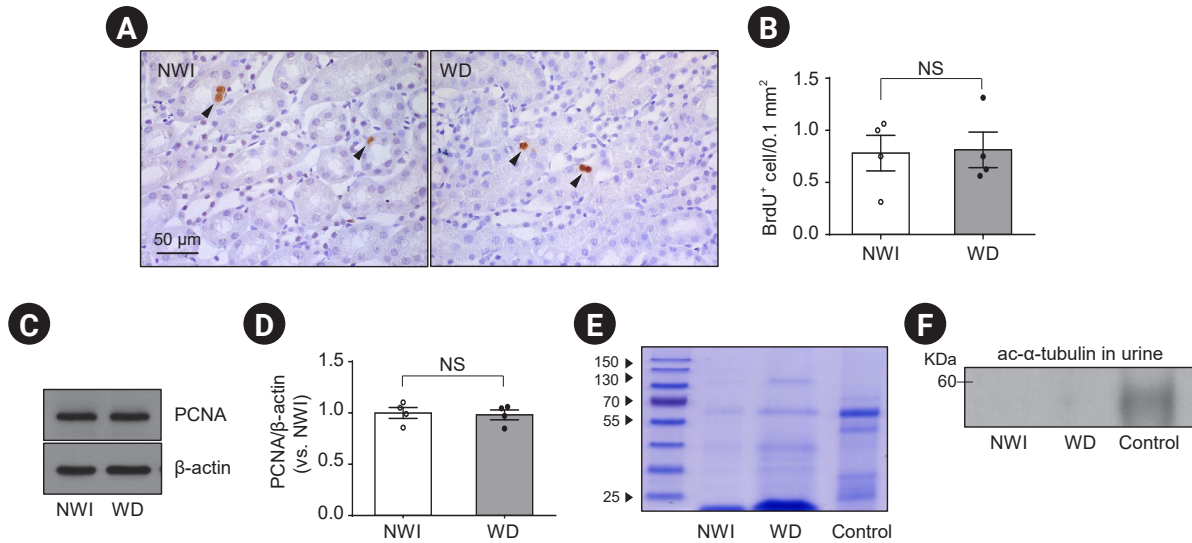 A
NWI
WD
50 µm
B
BrdU⁺ cell/0.1 mm²
1.5
1.0
0.5
0.0
NS
NWI
WD
C
PCNA
β-actin
NWI
WD
D
PCNA/β-actin
(vs. NWI)
1.5
1.0
0.5
0.0
NS
NWI
WD
E
150
130
70
55
25
NWI
WD
Control
F
KDa
ac-α-tubulin in urine
60
NWI
WD
Control